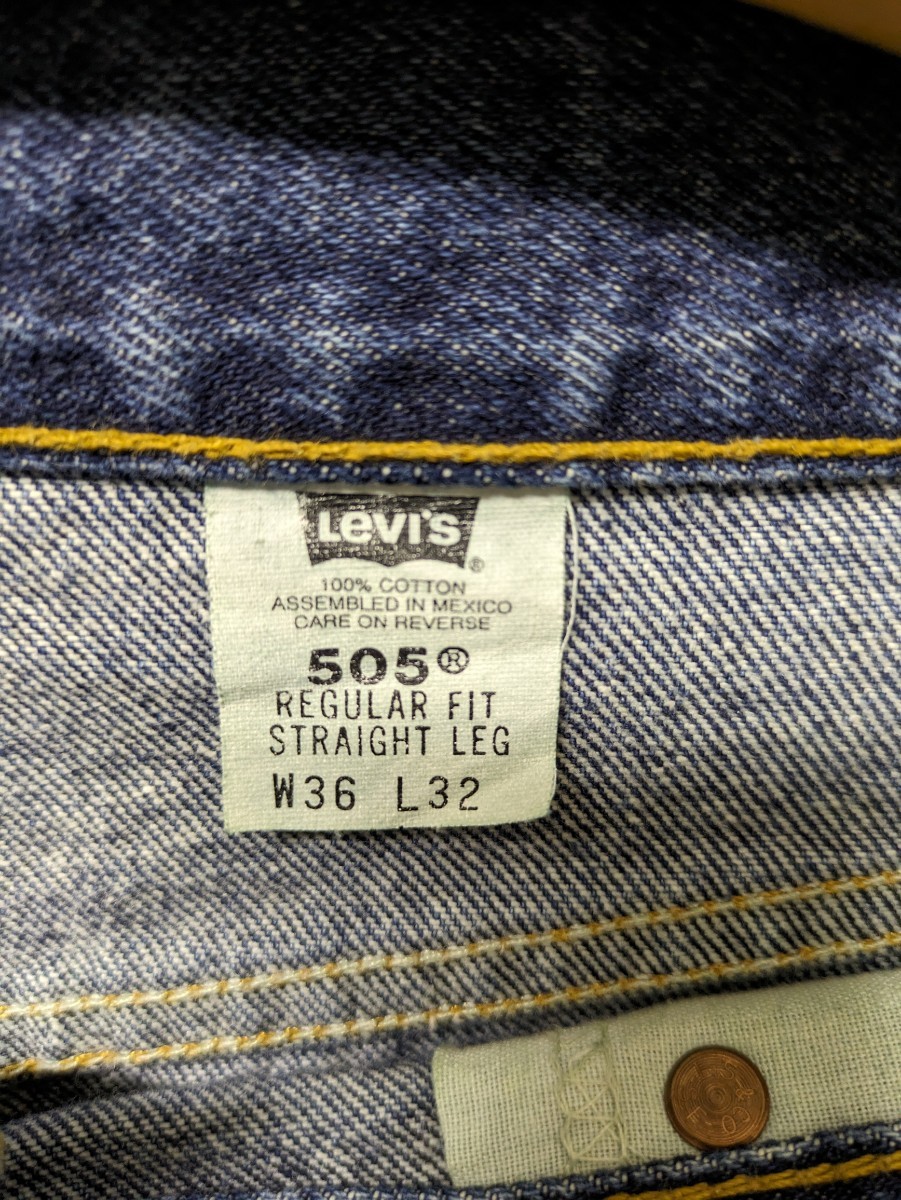 LEVI'S®
100% COTTON
ASSEMBLED IN MEXICO
CARE ON REVERSE
505®
REGULAR FIT
STRAIGHT LEG
W36 L32